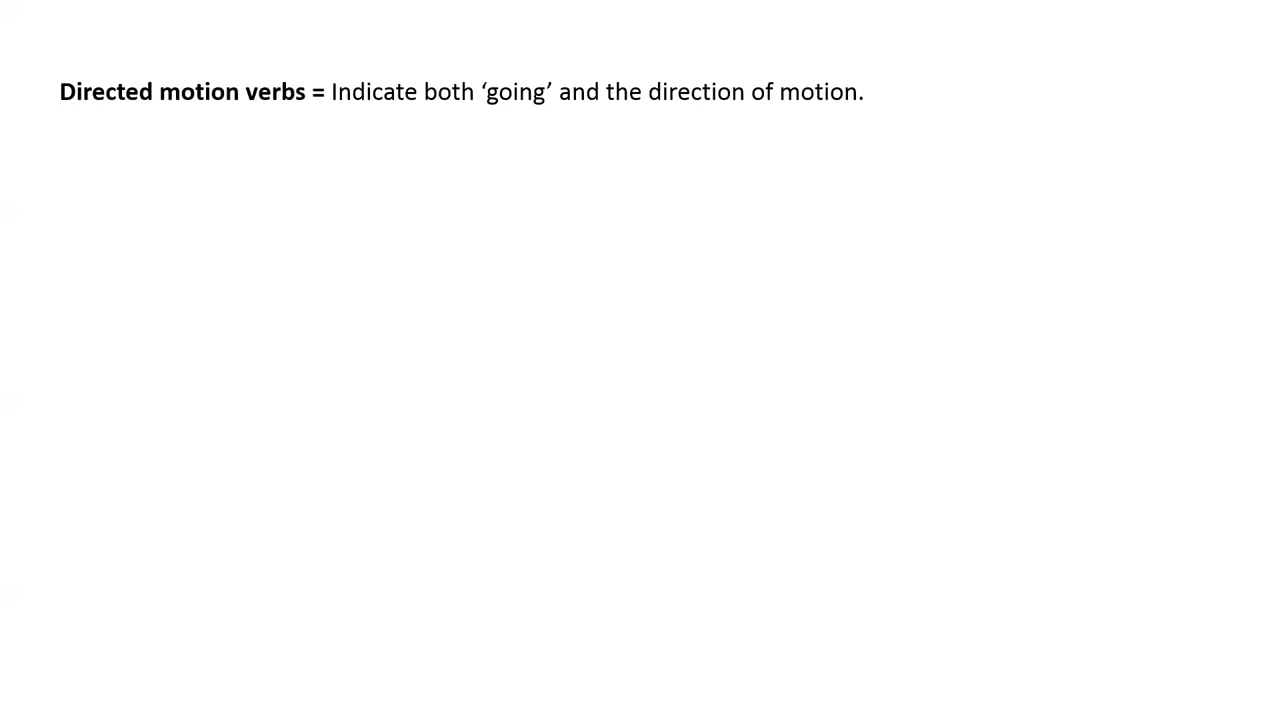 Directed motion verbs = Indicate both ‘going’ and the direction of motion.